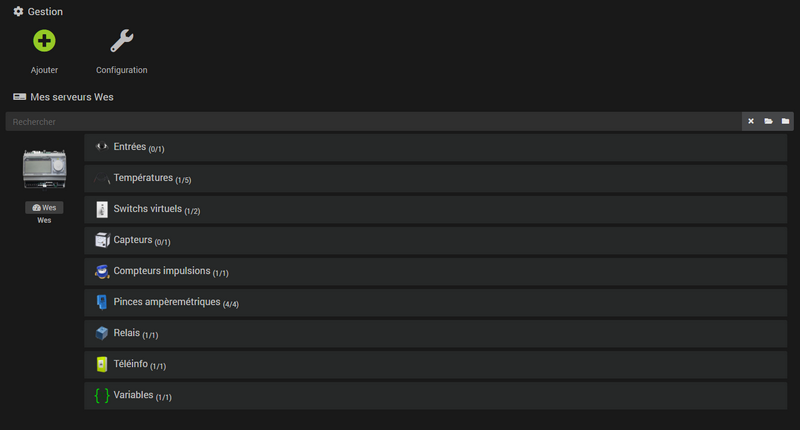 Gestion
Ajouter
Configuration
Mes serveurs Wes
Rechercher
Wes
Wes
Entrées (0/1)
Températures (1/5)
Switchs virtuels (1/2)
Capteurs (0/1)
Compteurs impulsions (1/1)
Pinces ampèremétriques (4/4)
Relais (1/1)
Téléinfo (1/1)
Variables (1/1)